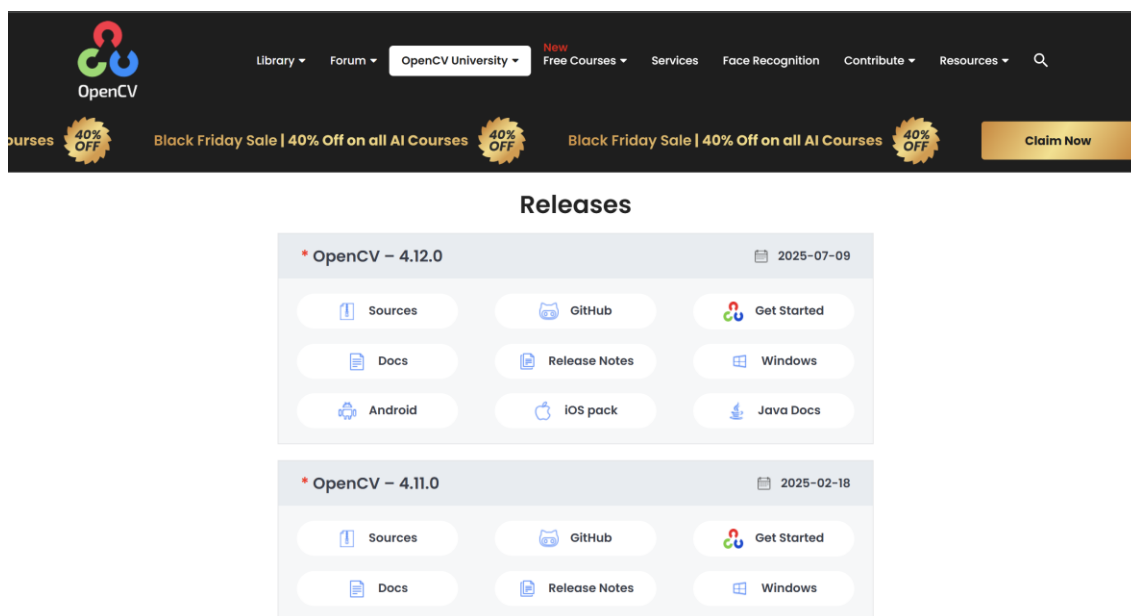 OpenCV
Library Forum OpenCV University New Free Courses Services Face Recognition Contribute Resources
ourses 40% OFF Black Friday Sale | 40% Off on all AI Courses 40% OFF Black Friday Sale | 40% Off on all AI Courses 40% OFF Claim Now
Releases
* OpenCV – 4.12.0 2025-07-09
Sources GitHub Get Started
Docs Release Notes Windows
Android iOS pack Java Docs
* OpenCV – 4.11.0 2025-02-18
Sources GitHub Get Started
Docs Release Notes Windows